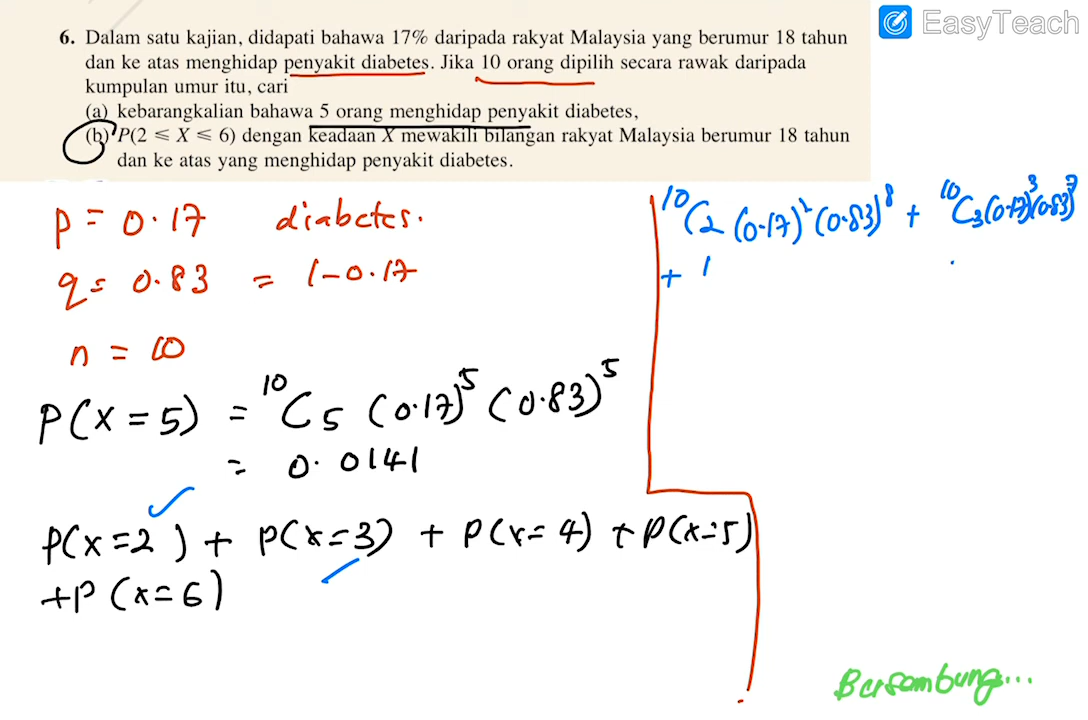 EasyTeach
6. Dalam satu kajian, didapati bahawa 17% daripada rakyat Malaysia yang berumur 18 tahun
dan ke atas menghidap penyakit diabetes. Jika 10 orang dipilih secara rawak daripada
kumpulan umur itu, cari
(a) kebarangkalian bahawa 5 orang menghidap penyakit diabetes,
(b) P(2 ⩽ X ⩽ 6) dengan keadaan X mewakili bilangan rakyat Malaysia berumur 18 tahun
dan ke atas yang menghidap penyakit diabetes.
p = 0.17 diabetes.
q = 0.83 = 1-0.17
n = 10
P(X = 5) = ¹⁰C₅ (0.17)⁵ (0.83)⁵
= 0.0141
P(x=2) + P(x=3) + P(x=4) + P(x=5)
+P(x=6)
¹⁰C₂ (0.17)² (0.83)⁸ + ¹⁰C₃ (0.17)³ (0.83)⁷
+ 1
Bersambung...